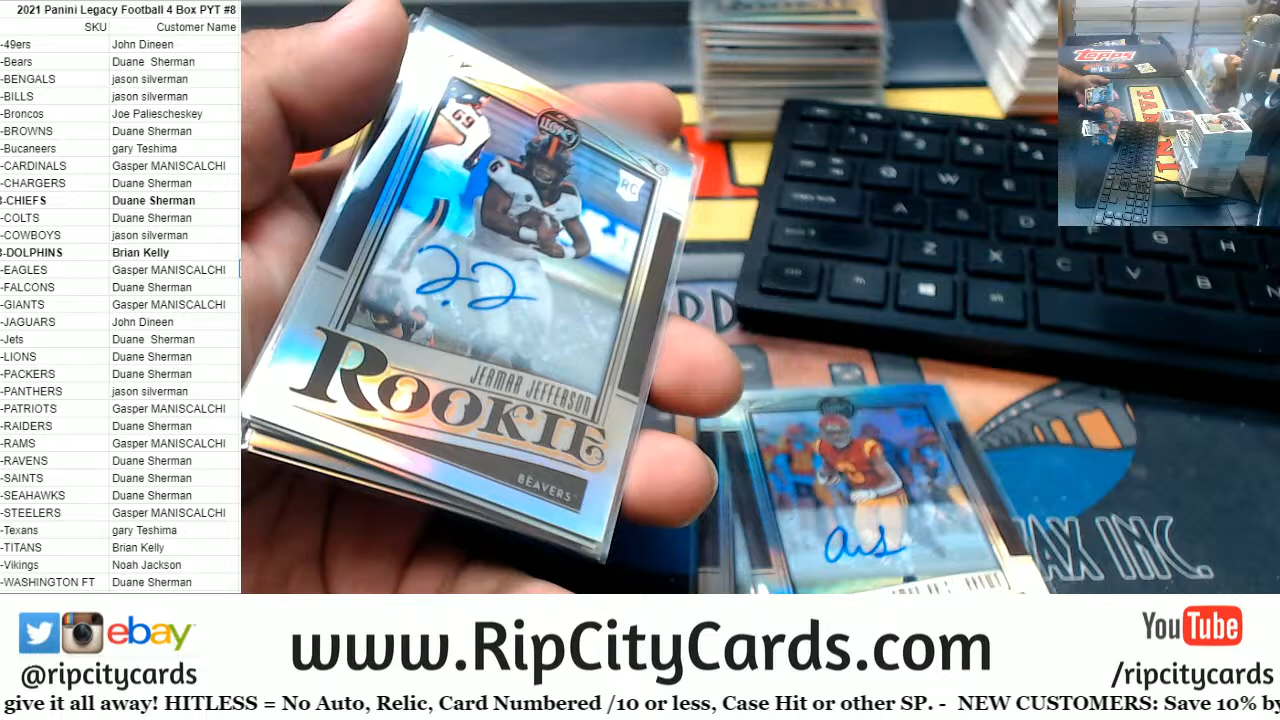 2021 Panini Legacy Football 4 Box PYT #8
SKU Customer Name
-49ers John Dineen
-Bears Duane Sherman
-BENGALS jason silverman
-BILLS jason silverman
-Broncos Joe Paliescheskey
-BROWNS Duane Sherman
-Bucaneers gary Teshima
-CARDINALS Gasper MANISCALCHI
-CHARGERS Duane Sherman
-CHIEFS Duane Sherman
-COLTS Duane Sherman
-COWBOYS jason silverman
-DOLPHINS Brian Kelly
-EAGLES Gasper MANISCALCHI
-FALCONS Duane Sherman
-GIANTS Gasper MANISCALCHI
-JAGUARS John Dineen
-Jets Duane Sherman
-LIONS Duane Sherman
-PACKERS Duane Sherman
-PANTHERS jason silverman
-PATRIOTS Gasper MANISCALCHI
-RAIDERS Duane Sherman
-RAMS Gasper MANISCALCHI
-RAVENS Duane Sherman
-SAINTS Duane Sherman
-SEAHAWKS Duane Sherman
-STEELERS Gasper MANISCALCHI
-Texans gary Teshima
-TITANS Brian Kelly
-Vikings Noah Jackson
-WASHINGTON FT Duane Sherman
69
LEGACY
RC
22
JERMAR JEFFERSON
ROOKIE
BEAVERS
Topps
PANINI
Q W E
A S D
Z X C V B N
F G H
AX INC.
ebay
@ripcitycards
www.RipCityCards.com
YouTube
/ripcitycards
give it all away! HITLESS = No Auto, Relic, Card Numbered /10 or less, Case Hit or other SP. - NEW CUSTOMERS: Save 10% by